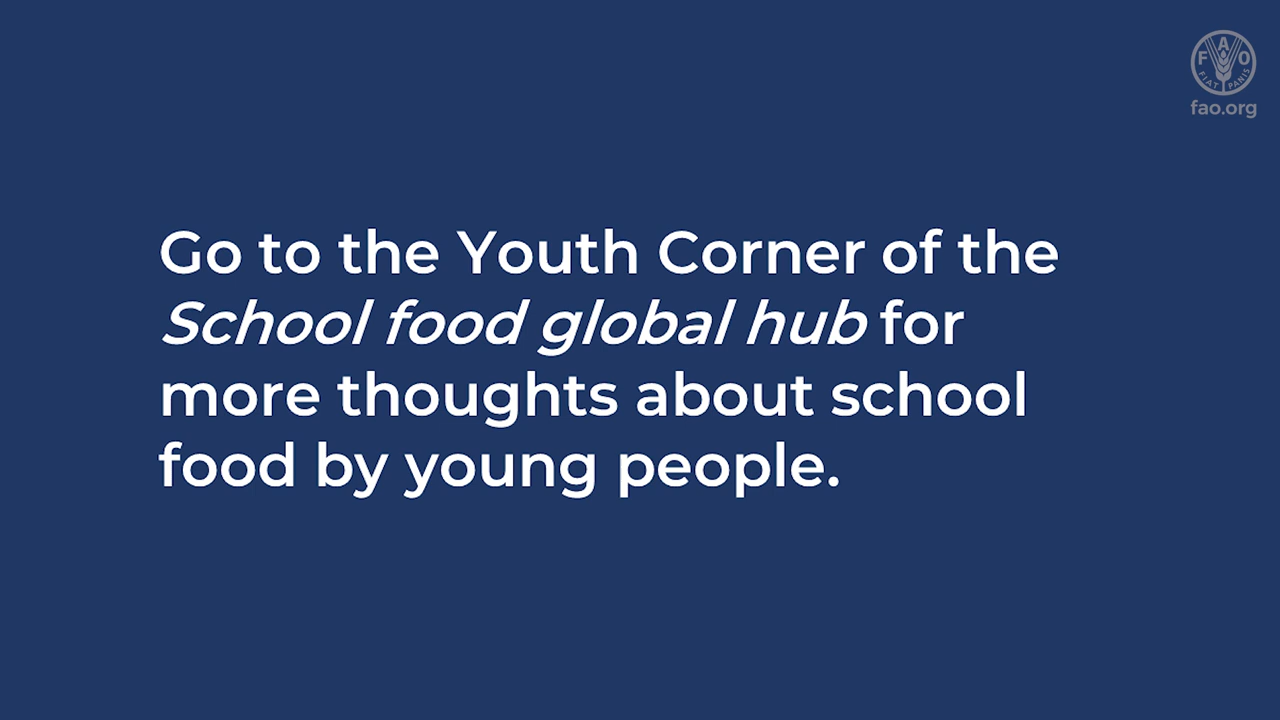 FAO
FIAT PANIS
fao.org
Go to the Youth Corner of the
School food global hub for
more thoughts about school
food by young people.